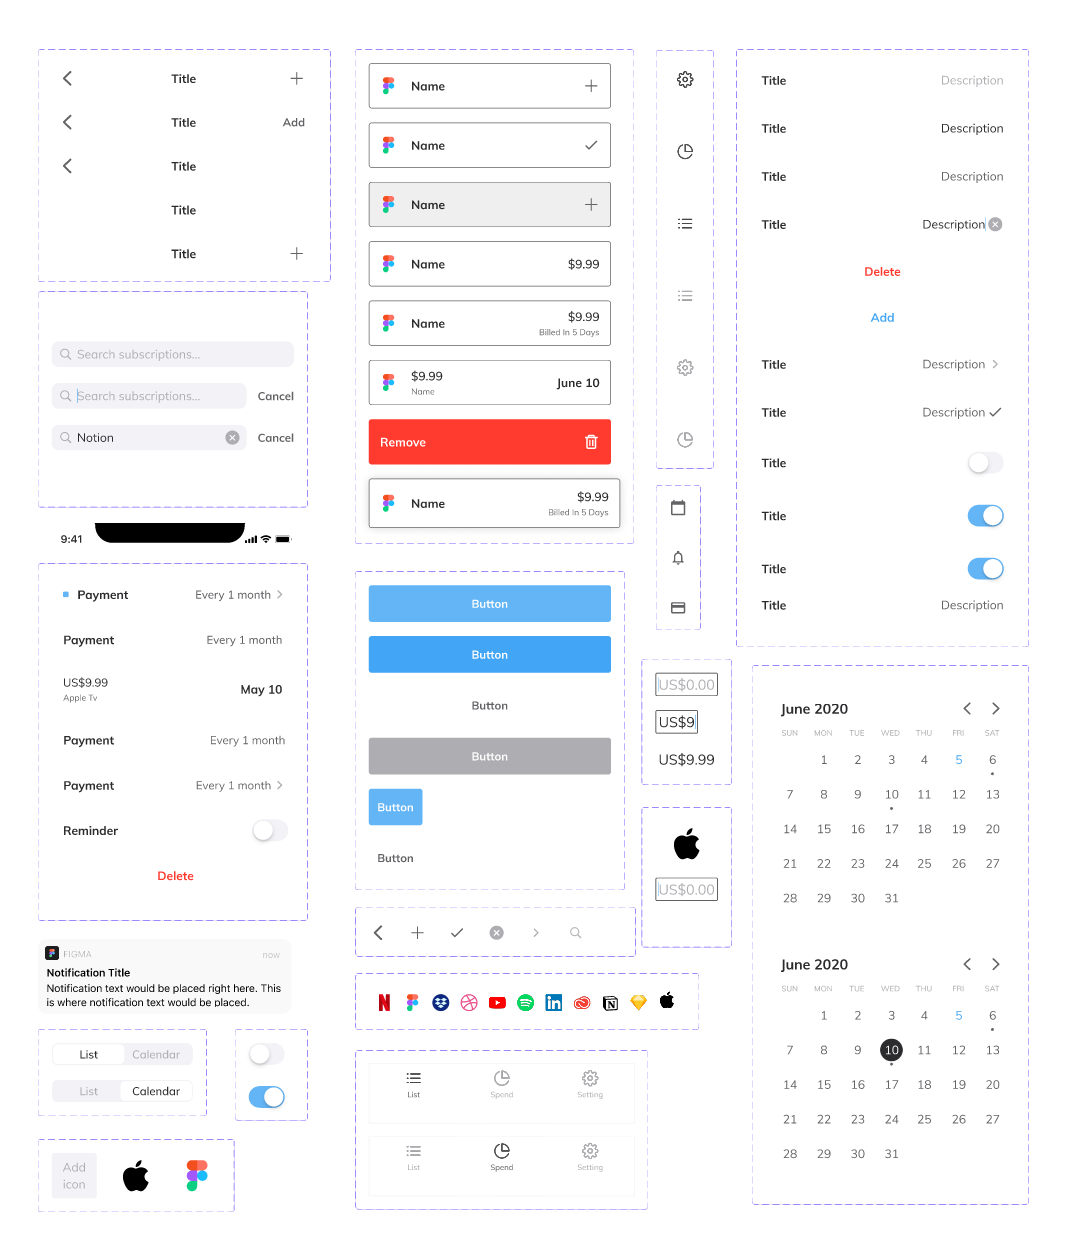 Title
Title Add
Title
Title
Title
Search subscriptions...
Search subscriptions... Cancel
Notion Cancel
9:41
Payment Every 1 month
Payment Every 1 month
US$9.99
Apple Tv
May 10
Payment Every 1 month
Payment Every 1 month
Reminder
Delete
FIGMA now
Notification Title
Notification text would be placed right here. This
is where notification text would be placed.
List Calendar
List Calendar
Add
icon
Name
Name
Name
Name $9.99
Name $9.99
Billed In 5 Days
$9.99
Name
June 10
Remove
Name $9.99
Billed In 5 Days
Button
Button
Button
Button
Button
Button
N
in
N
List Spend Setting
List Spend Setting
US$0.00
US$9
US$9.99
US$0.00
Title Description
Title Description
Title Description
Title Description
Delete
Add
Title Description
Title Description
Title
Title
Title
Title Description
June 2020
SUN MON TUE WED THU FRI SAT
1 2 3 4 5 6
7 8 9 10 11 12 13
14 15 16 17 18 19 20
21 22 23 24 25 26 27
28 29 30 31
June 2020
SUN MON TUE WED THU FRI SAT
1 2 3 4 5 6
7 8 9 10 11 12 13
14 15 16 17 18 19 20
21 22 23 24 25 26 27
28 29 30 31